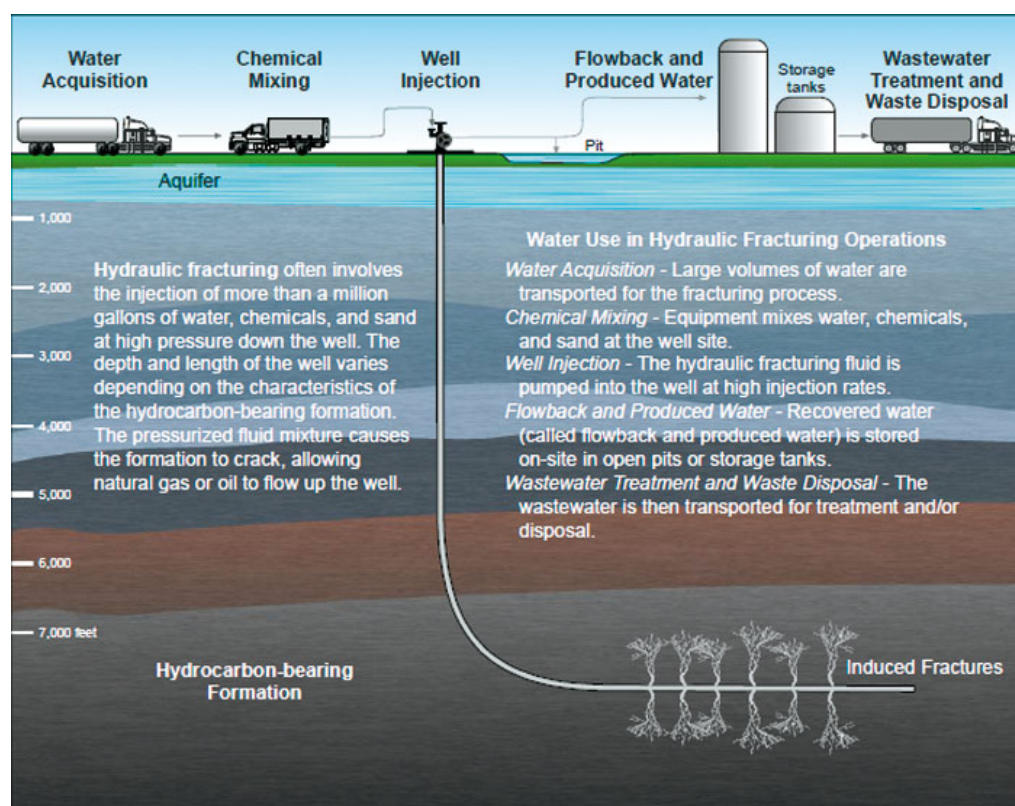 Water
Acquisition
Chemical
Mixing
Well
Injection
Flowback and
Produced Water
Storage
tanks
Wastewater
Treatment and
Waste Disposal
Pit
Aquifer
1,000
2,000
3,000
4,000
5,000
6,000
7,000 feet
Hydraulic fracturing often involves
the injection of more than a million
gallons of water, chemicals, and sand
at high pressure down the well. The
depth and length of the well varies
depending on the characteristics of
the hydrocarbon-bearing formation.
The pressurized fluid mixture causes
the formation to crack, allowing
natural gas or oil to flow up the well.
Water Use in Hydraulic Fracturing Operations
Water Acquisition - Large volumes of water are
transported for the fracturing process.
Chemical Mixing - Equipment mixes water, chemicals,
and sand at the well site.
Well Injection - The hydraulic fracturing fluid is
pumped into the well at high injection rates.
Flowback and Produced Water - Recovered water
(called flowback and produced water) is stored
on-site in open pits or storage tanks.
Wastewater Treatment and Waste Disposal - The
wastewater is then transported for treatment and/or
disposal.
Hydrocarbon-bearing
Formation
Induced Fractures